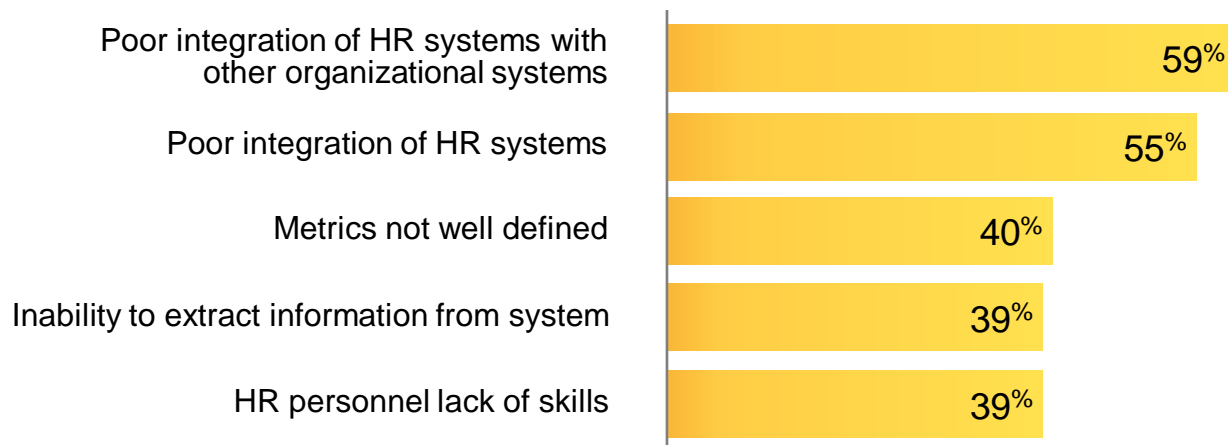 Poor integration of HR systems with
other organizational systems
59%
Poor integration of HR systems
55%
Metrics not well defined
40%
Inability to extract information from system
39%
HR personnel lack of skills
39%